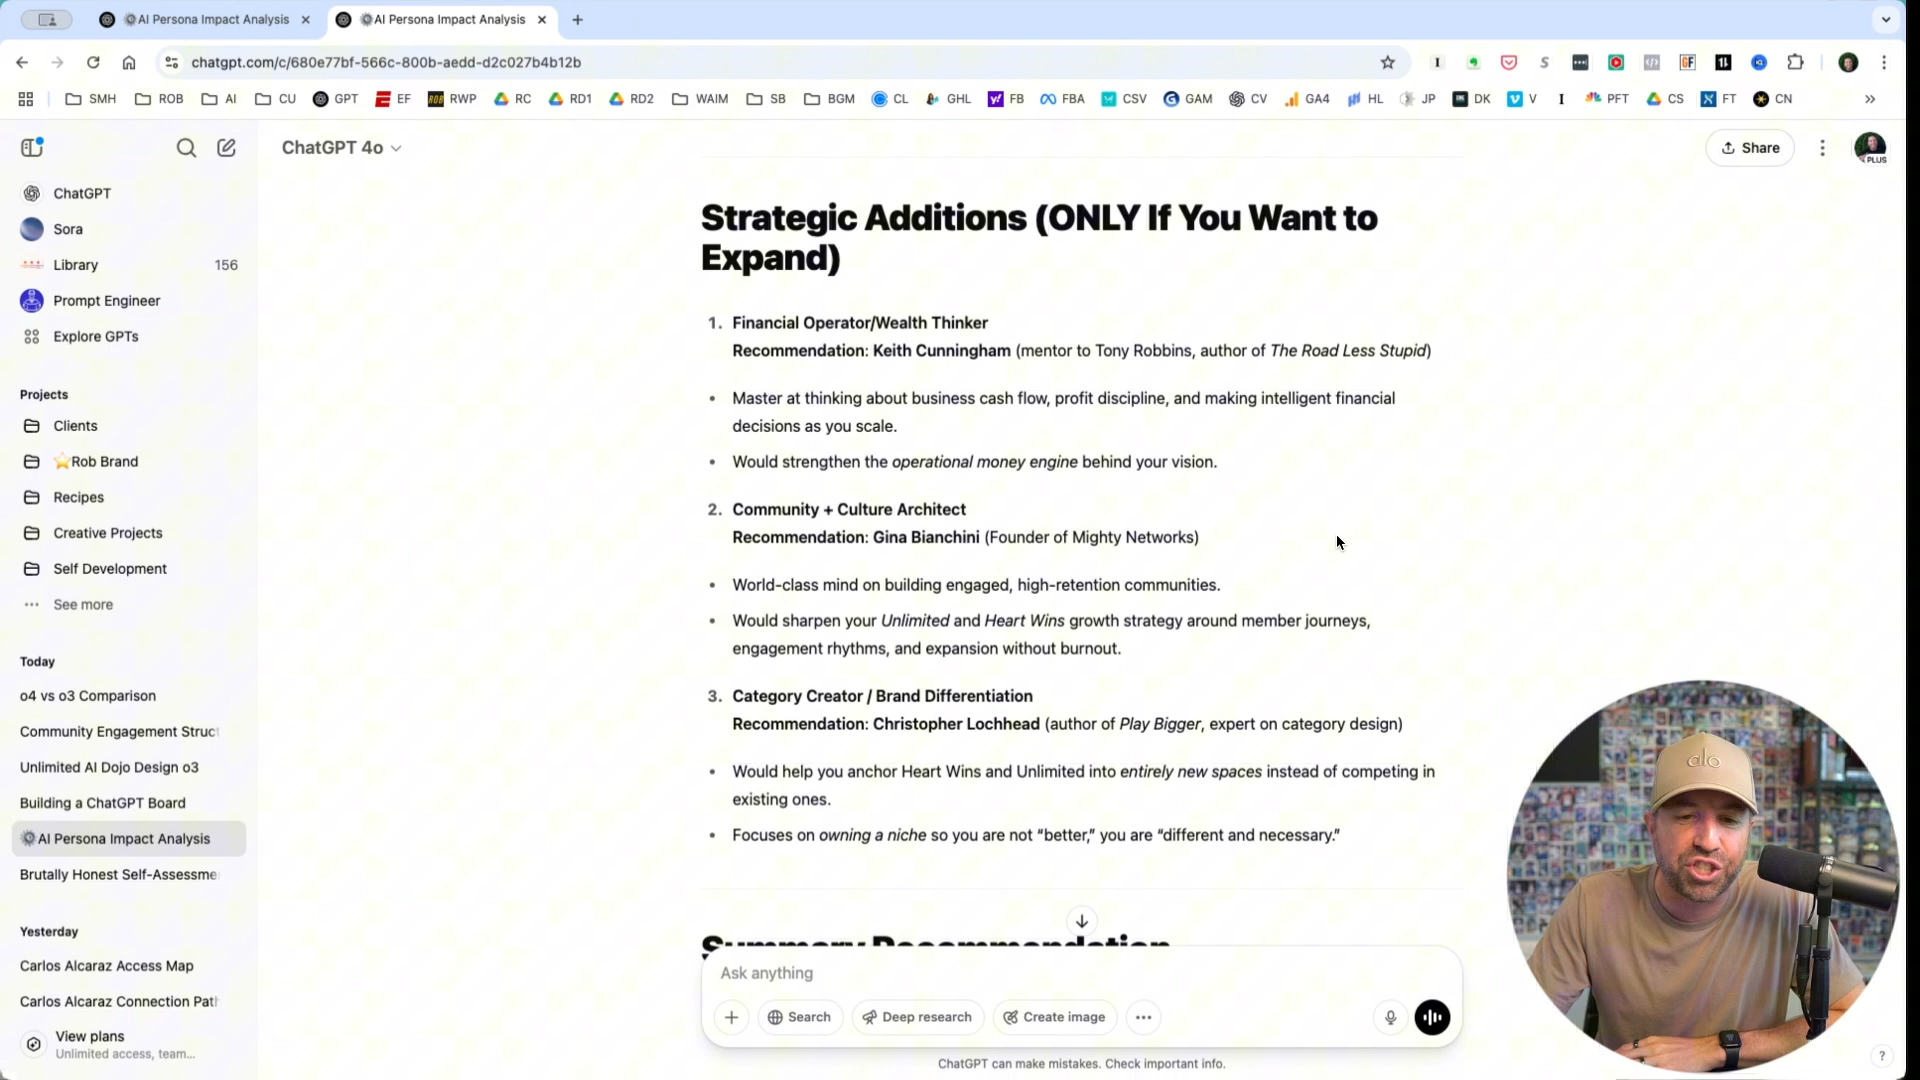 AI Persona Impact Analysis
AI Persona Impact Analysis
chatgpt.com/c/680e77bf-566c-800b-aedd-d2c027b4b12b
SMH ROB AI CU GPT EF RWP RC RD1 RD2 WAIM SB BGM CL GHL FB FBA CSV GAM CV GA4 HL JP DK V I PFT CS FT CN
ChatGPT 4o
Share
PLUS
ChatGPT
Sora
Library 156
Prompt Engineer
Explore GPTs
Projects
Clients
⭐Rob Brand
Recipes
Creative Projects
Self Development
See more
Today
o4 vs o3 Comparison
Community Engagement Struct
Unlimited AI Dojo Design o3
Building a ChatGPT Board
AI Persona Impact Analysis
Brutally Honest Self-Assessme
Yesterday
Carlos Alcaraz Access Map
Carlos Alcaraz Connection Path
View plans
Unlimited access, team...
Strategic Additions (ONLY If You Want to
Expand)
1. Financial Operator/Wealth Thinker
Recommendation: Keith Cunningham (mentor to Tony Robbins, author of The Road Less Stupid)
• Master at thinking about business cash flow, profit discipline, and making intelligent financial
decisions as you scale.
• Would strengthen the operational money engine behind your vision.
2. Community + Culture Architect
Recommendation: Gina Bianchini (Founder of Mighty Networks)
• World-class mind on building engaged, high-retention communities.
• Would sharpen your Unlimited and Heart Wins growth strategy around member journeys,
engagement rhythms, and expansion without burnout.
3. Category Creator / Brand Differentiation
Recommendation: Christopher Lochhead (author of Play Bigger, expert on category design)
• Would help you anchor Heart Wins and Unlimited into entirely new spaces instead of competing in
existing ones.
• Focuses on owning a niche so you are not “better,” you are “different and necessary.”
Summary Recommendation
Ask anything
Search Deep research Create image
ChatGPT can make mistakes. Check important info.
?
alo